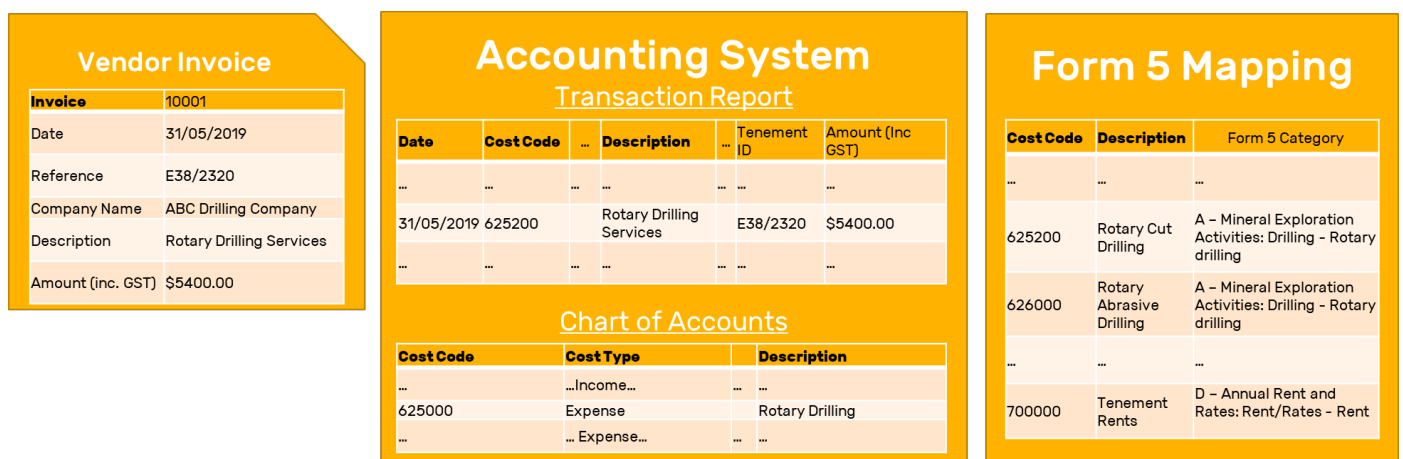 Vendor Invoice
Invoice 10001
Date 31/05/2019
Reference E38/2320
Company Name ABC Drilling Company
Description Rotary Drilling Services
Amount (inc. GST) $5400.00
Accounting System
Transaction Report
Date Cost Code … Description … Tenement ID Amount (Inc GST)
… … … … … … …
31/05/2019 625200 Rotary Drilling Services E38/2320 $5400.00
… … … … … … …
Chart of Accounts
Cost Code Cost Type Description
… …Income… … …
625000 Expense Rotary Drilling
… … Expense… … …
Form 5 Mapping
Cost Code Description Form 5 Category
… … …
625200 Rotary Cut Drilling A – Mineral Exploration Activities: Drilling - Rotary drilling
626000 Rotary Abrasive Drilling A – Mineral Exploration Activities: Drilling - Rotary drilling
… … …
700000 Tenement Rents D – Annual Rent and Rates: Rent/Rates - Rent